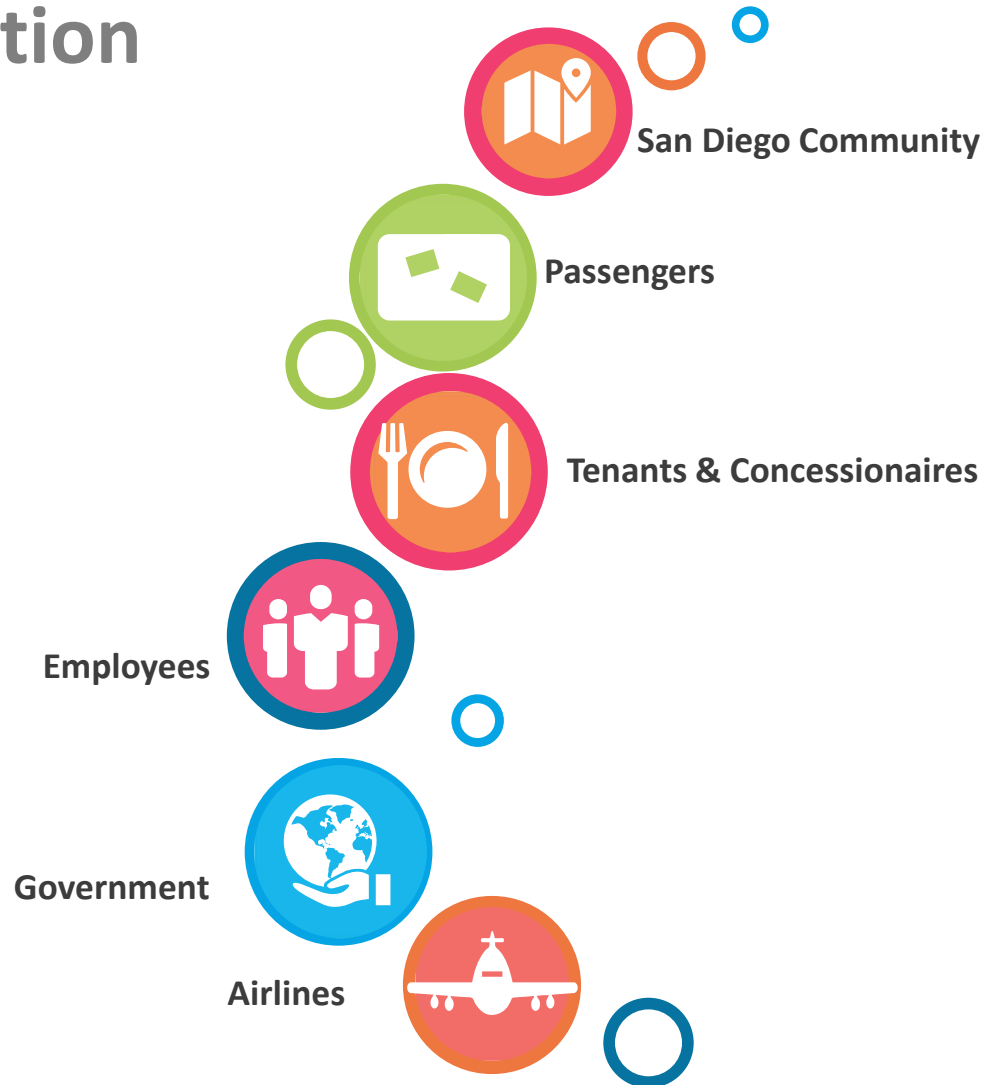 tion
San Diego Community
Passengers
Tenants & Concessionaires
Employees
Government
Airlines